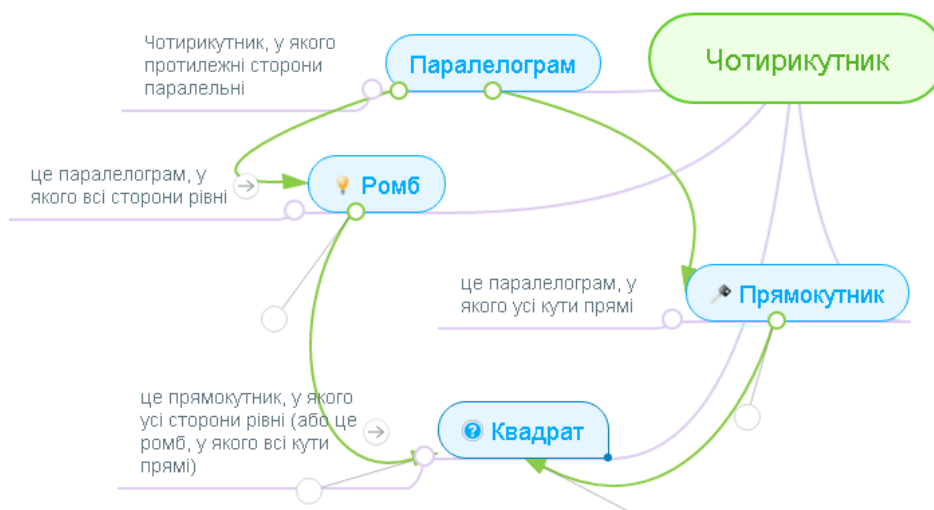 Чотирикутник, у якого
протилежні сторони
паралельні
Паралелограм
Чотирикутник
це паралелограм, у
якого всі сторони рівні
Ромб
це паралелограм, у
якого усі кути прямі
Прямокутник
це прямокутник, у якого
усі сторони рівні (або це
ромб, у якого всі кути
прямі)
Квадрат